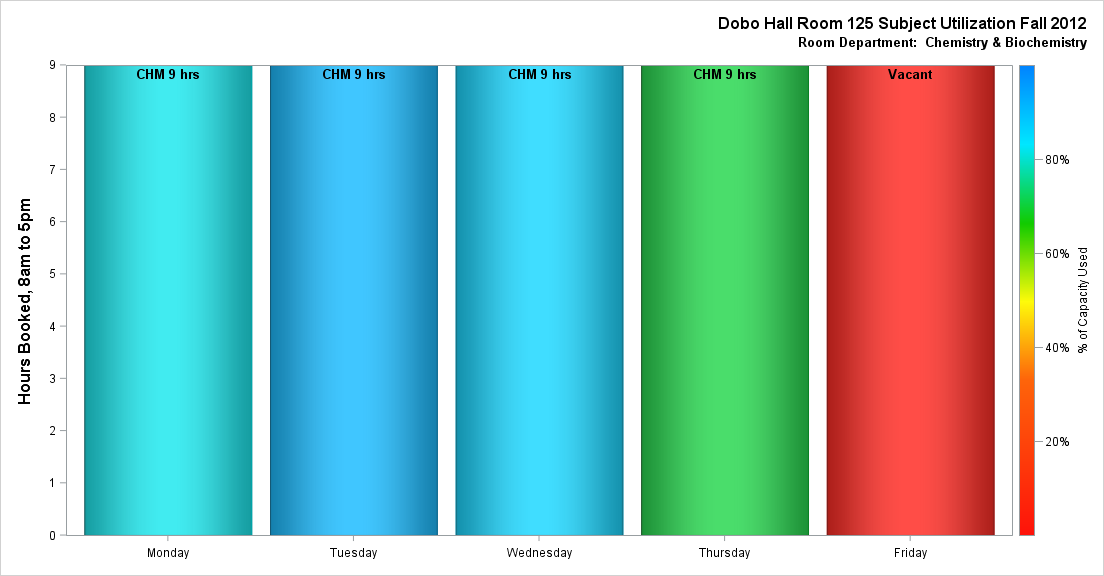 Dobo Hall Room 125 Subject Utilization Fall 2012
Room Department:  Chemistry & Biochemistry
Hours Booked, 8am to 5pm
9
8
7
6
5
4
3
2
1
0
CHM 9 hrs
CHM 9 hrs
CHM 9 hrs
CHM 9 hrs
Vacant
Monday
Tuesday
Wednesday
Thursday
Friday
80%
60%
40%
20%
% of Capacity Used